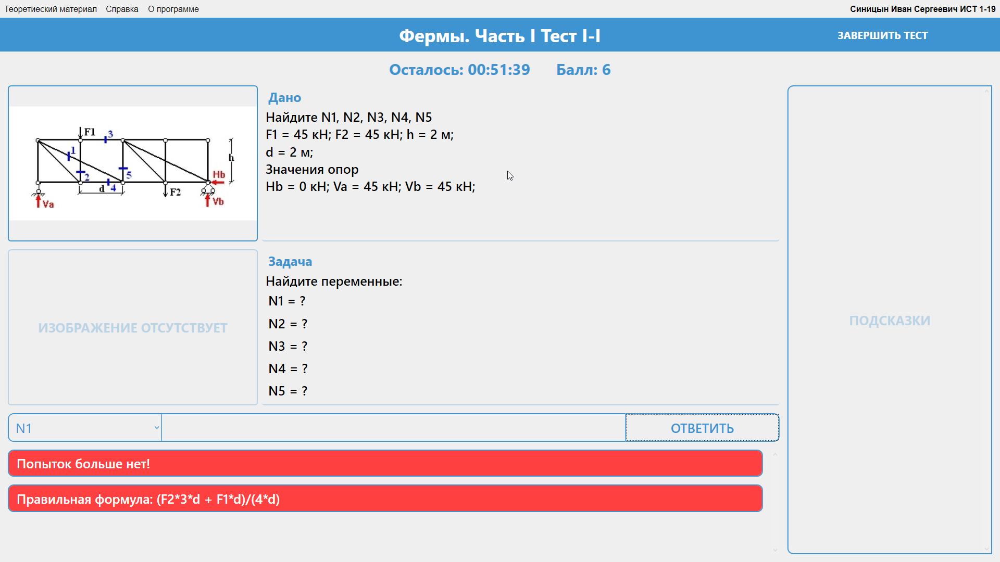 Теоретиеский материал Справка О программе
Синицын Иван Сергеевич ИСТ 1-19
Фермы. Часть I Тест I-I
ЗАВЕРШИТЬ ТЕСТ
Осталось: 00:51:39 Балл: 6
F1
3
1
h
2
5
Hb
d 4
F2
Va
Vb
Дано
Найдите N1, N2, N3, N4, N5
F1 = 45 кН; F2 = 45 кН; h = 2 м;
d = 2 м;
Значения опор
Hb = 0 кН; Va = 45 кН; Vb = 45 кН;
ИЗОБРАЖЕНИЕ ОТСУТСТВУЕТ
Задача
Найдите переменные:
N1 = ?
N2 = ?
N3 = ?
N4 = ?
N5 = ?
ПОДСКАЗКИ
N1
ОТВЕТИТЬ
Попыток больше нет!
Правильная формула: (F2*3*d + F1*d)/(4*d)